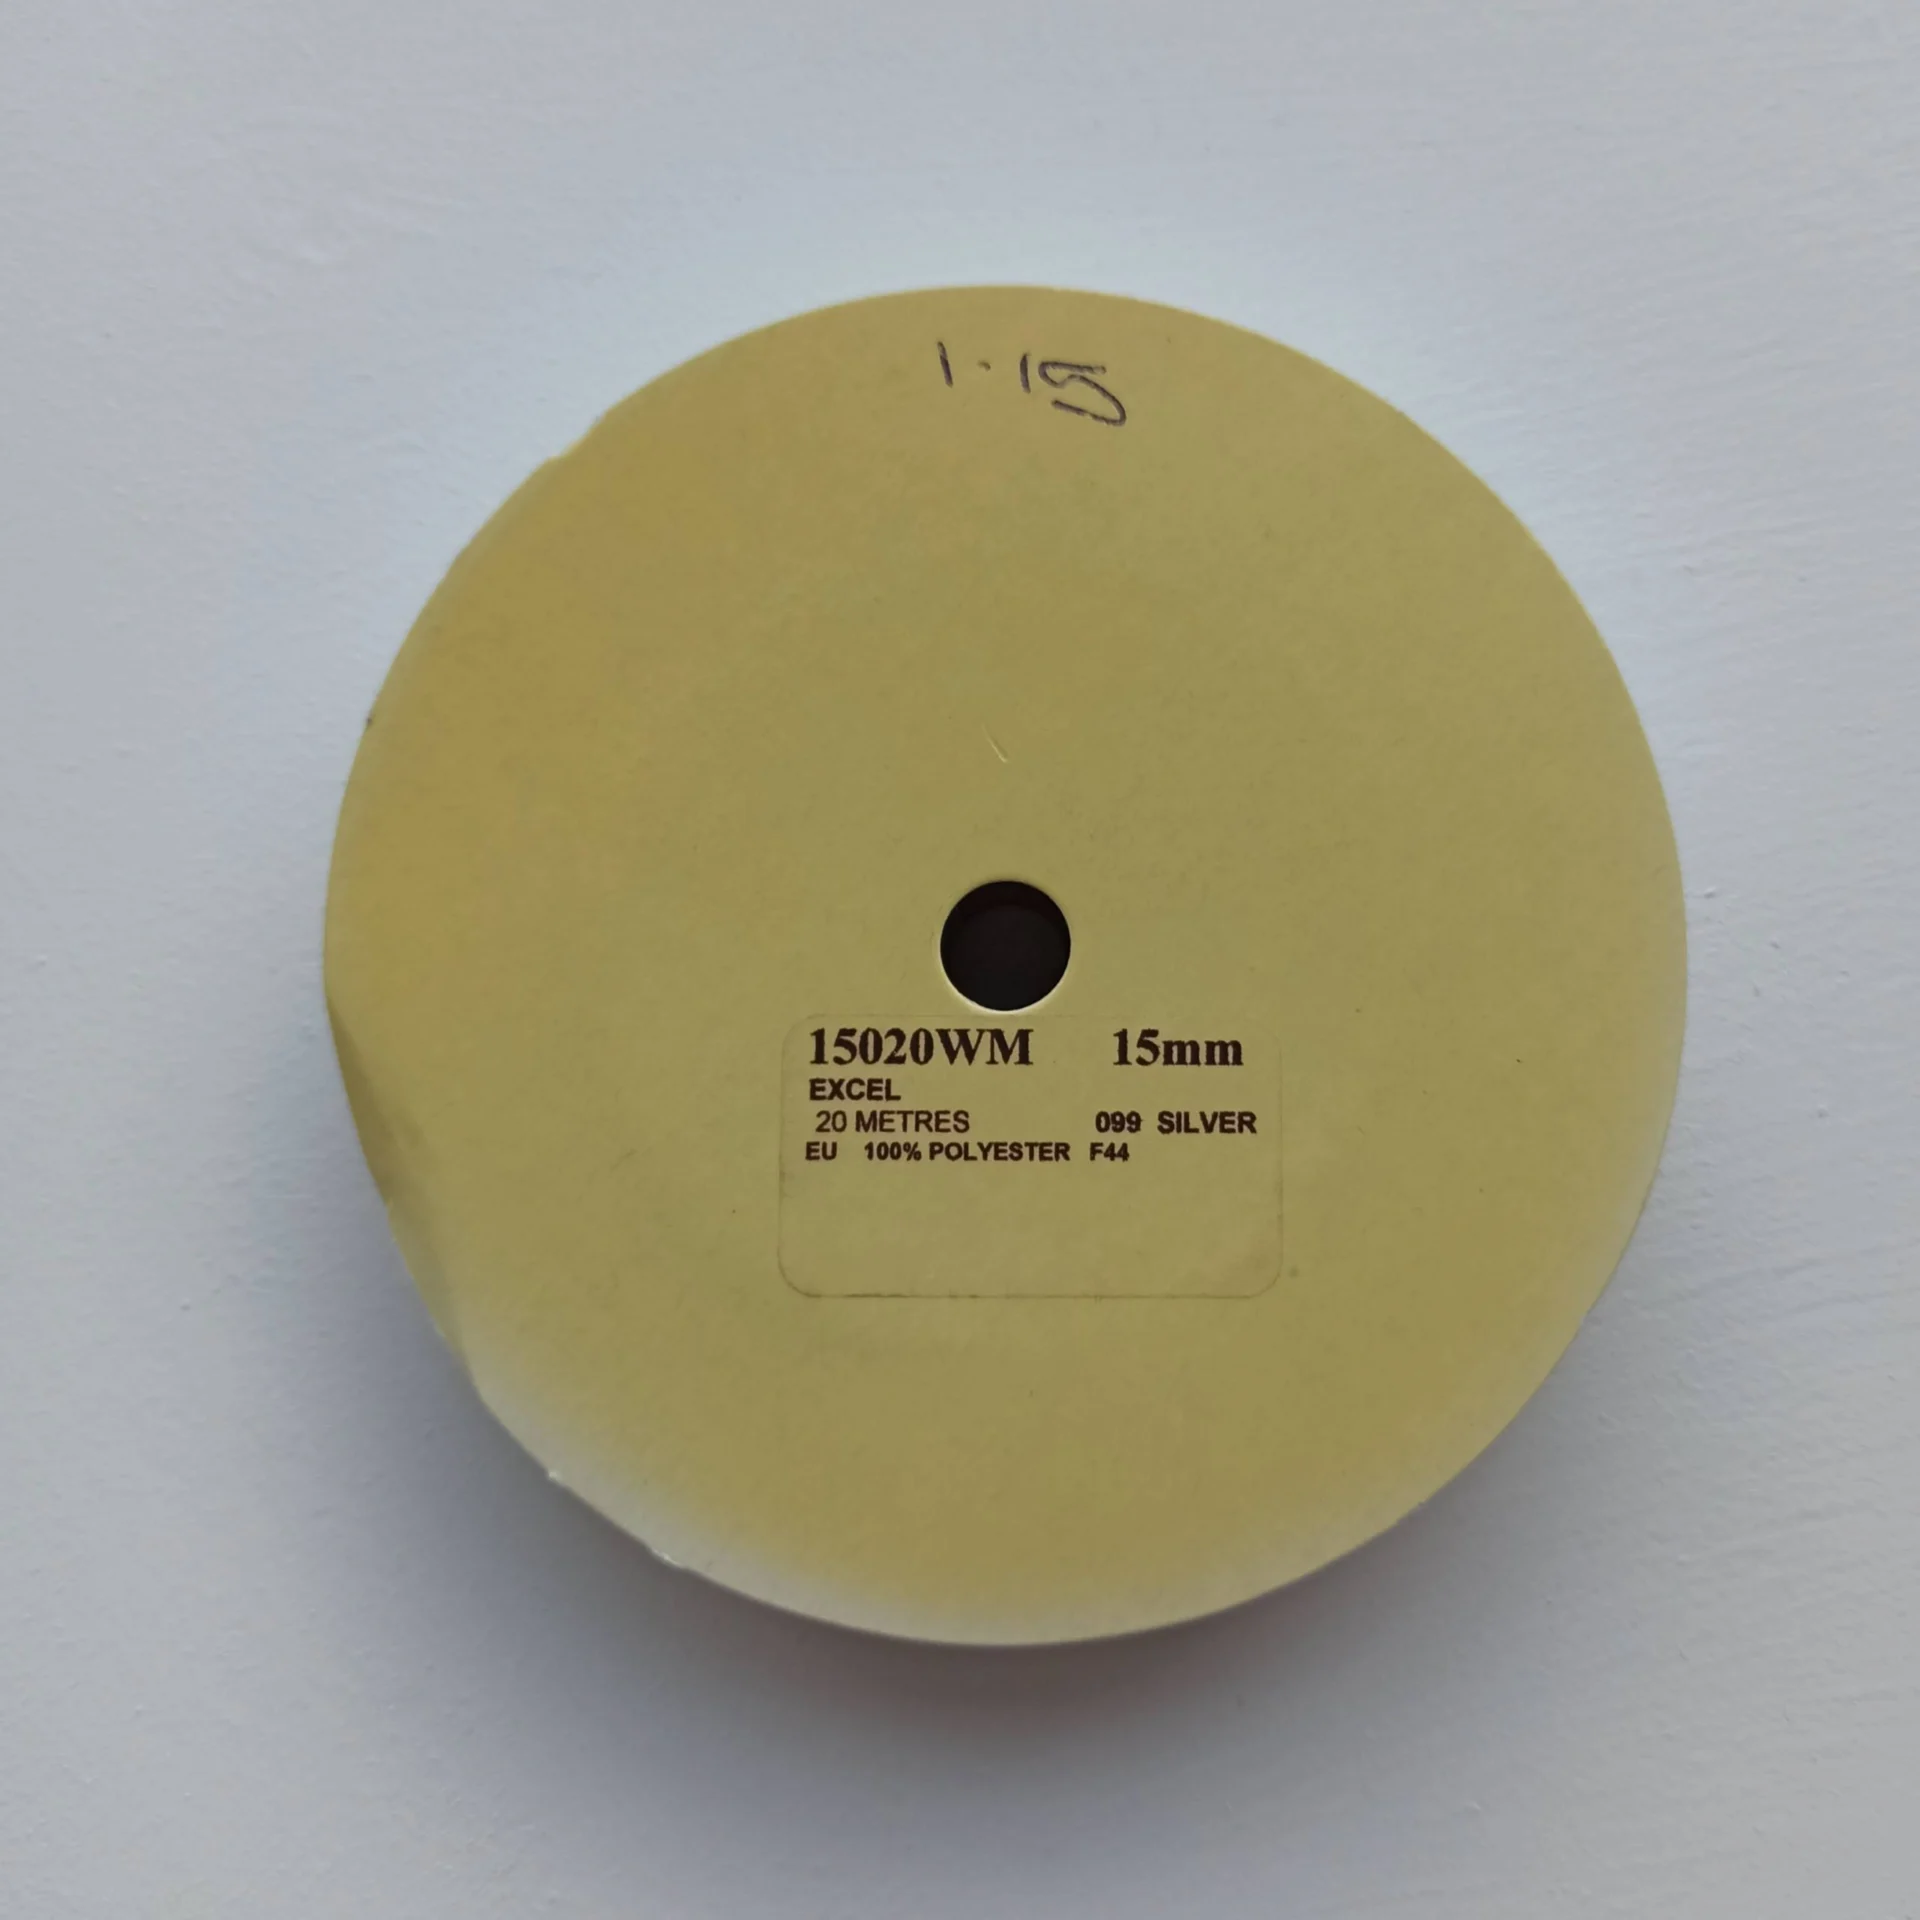 1.15
15020WM 15mm
EXCEL
20 METRES 099 SILVER
EU 100% POLYESTER F44